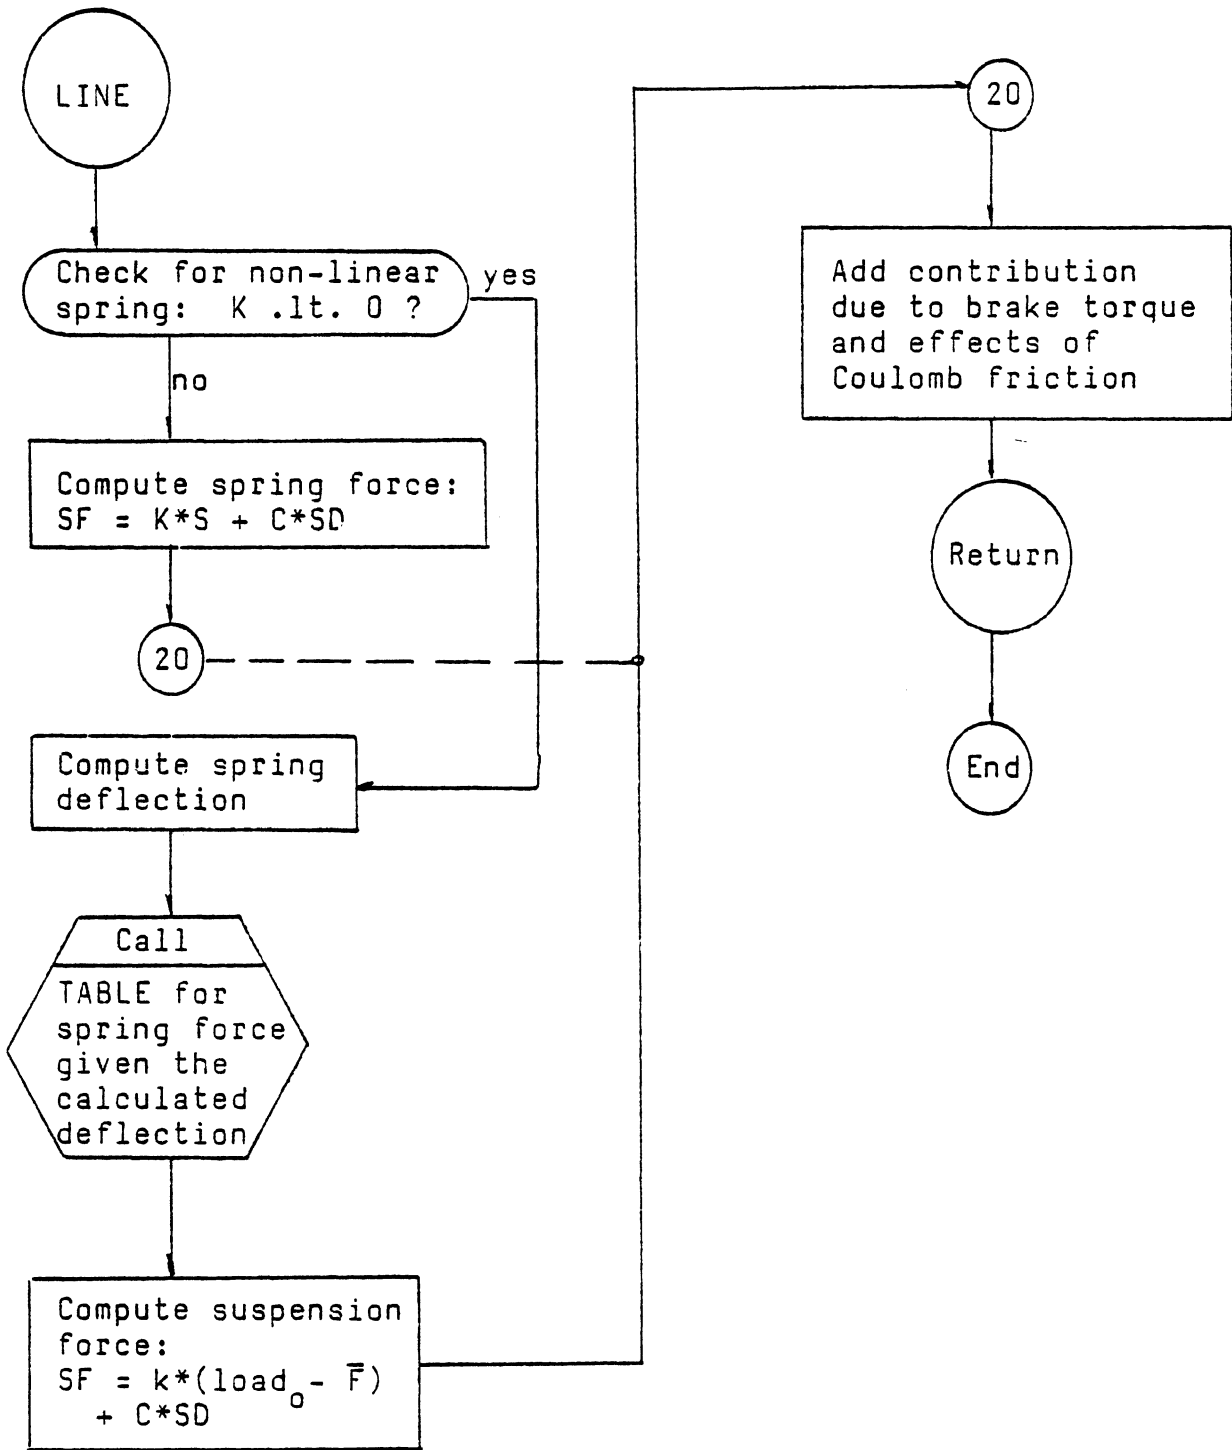 LINE
Check for non-linear
spring: K .lt. 0 ?
yes
no
Compute spring force:
SF = K*S + C*SD
20
Compute spring
deflection
Call
TABLE for
spring force
given the
calculated
deflection
Compute suspension
force:
SF = k*(load₀- F̅)
+ C*SD
20
Add contribution
due to brake torque
and effects of
Coulomb friction
Return
End